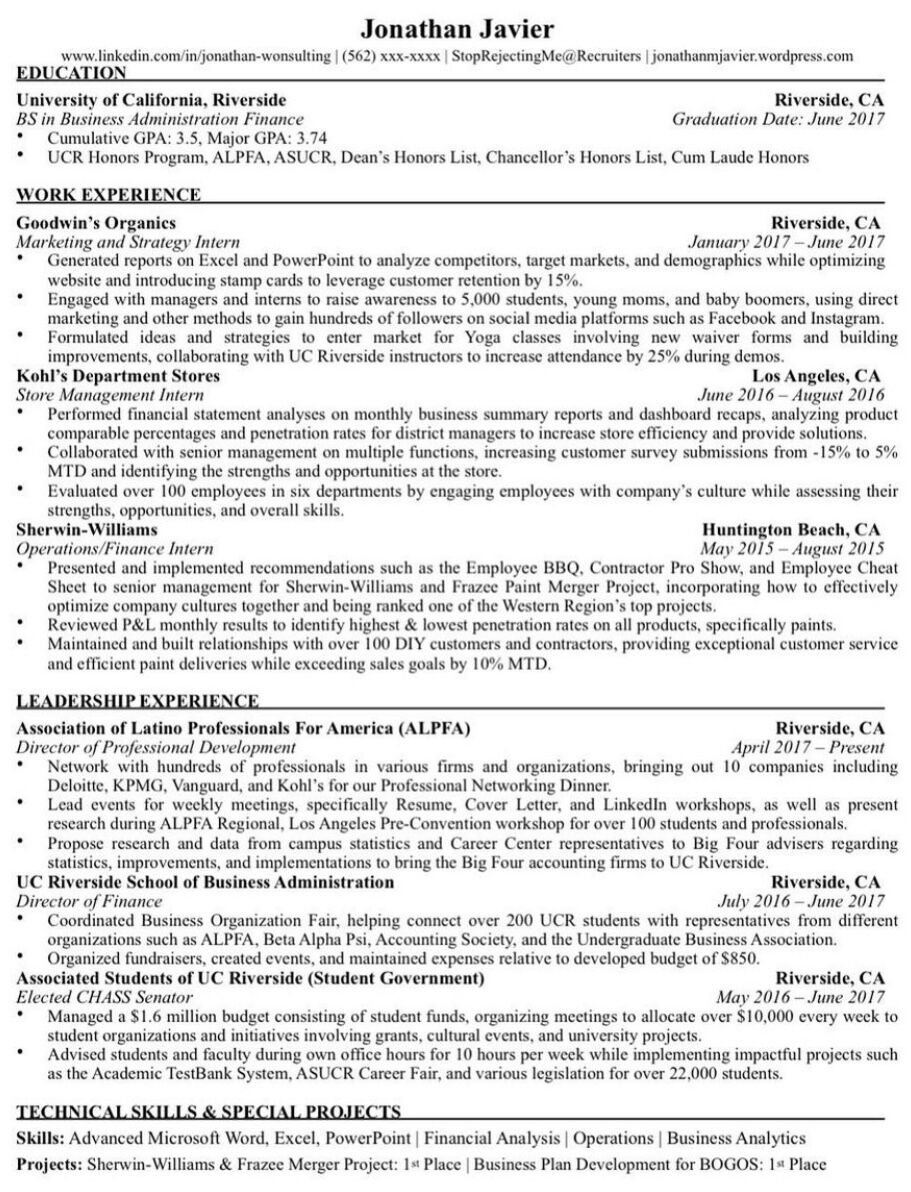 Jonathan Javier
www.linkedin.com/in/jonathan-wonsulting | (562) xxx-xxxx | StopRejectingMe@Recruiters | jonathanmjavier.wordpress.com
EDUCATION
University of California, Riverside Riverside, CA
BS in Business Administration Finance Graduation Date: June 2017
• Cumulative GPA: 3.5, Major GPA: 3.74
• UCR Honors Program, ALPFA, ASUCR, Dean's Honors List, Chancellor's Honors List, Cum Laude Honors
WORK EXPERIENCE
Goodwin's Organics Riverside, CA
Marketing and Strategy Intern January 2017 – June 2017
• Generated reports on Excel and PowerPoint to analyze competitors, target markets, and demographics while optimizing
website and introducing stamp cards to leverage customer retention by 15%.
• Engaged with managers and interns to raise awareness to 5,000 students, young moms, and baby boomers, using direct
marketing and other methods to gain hundreds of followers on social media platforms such as Facebook and Instagram.
• Formulated ideas and strategies to enter market for Yoga classes involving new waiver forms and building
improvements, collaborating with UC Riverside instructors to increase attendance by 25% during demos.
Kohl's Department Stores Los Angeles, CA
Store Management Intern June 2016 – August 2016
• Performed financial statement analyses on monthly business summary reports and dashboard recaps, analyzing product
comparable percentages and penetration rates for district managers to increase store efficiency and provide solutions.
• Collaborated with senior management on multiple functions, increasing customer survey submissions from -15% to 5%
MTD and identifying the strengths and opportunities at the store.
• Evaluated over 100 employees in six departments by engaging employees with company's culture while assessing their
strengths, opportunities, and overall skills.
Sherwin-Williams Huntington Beach, CA
Operations/Finance Intern May 2015 – August 2015
• Presented and implemented recommendations such as the Employee BBQ, Contractor Pro Show, and Employee Cheat
Sheet to senior management for Sherwin-Williams and Frazee Paint Merger Project, incorporating how to effectively
optimize company cultures together and being ranked one of the Western Region's top projects.
• Reviewed P&L monthly results to identify highest & lowest penetration rates on all products, specifically paints.
• Maintained and built relationships with over 100 DIY customers and contractors, providing exceptional customer service
and efficient paint deliveries while exceeding sales goals by 10% MTD.
LEADERSHIP EXPERIENCE
Association of Latino Professionals For America (ALPFA) Riverside, CA
Director of Professional Development April 2017 – Present
• Network with hundreds of professionals in various firms and organizations, bringing out 10 companies including
Deloitte, KPMG, Vanguard, and Kohl's for our Professional Networking Dinner.
• Lead events for weekly meetings, specifically Resume, Cover Letter, and LinkedIn workshops, as well as present
research during ALPFA Regional, Los Angeles Pre-Convention workshop for over 100 students and professionals.
• Propose research and data from campus statistics and Career Center representatives to Big Four advisers regarding
statistics, improvements, and implementations to bring the Big Four accounting firms to UC Riverside.
UC Riverside School of Business Administration Riverside, CA
Director of Finance July 2016 – June 2017
• Coordinated Business Organization Fair, helping connect over 200 UCR students with representatives from different
organizations such as ALPFA, Beta Alpha Psi, Accounting Society, and the Undergraduate Business Association.
• Organized fundraisers, created events, and maintained expenses relative to developed budget of $850.
Associated Students of UC Riverside (Student Government) Riverside, CA
Elected CHASS Senator May 2016 – June 2017
• Managed a $1.6 million budget consisting of student funds, organizing meetings to allocate over $10,000 every week to
student organizations and initiatives involving grants, cultural events, and university projects.
• Advised students and faculty during own office hours for 10 hours per week while implementing impactful projects such
as the Academic TestBank System, ASUCR Career Fair, and various legislation for over 22,000 students.
TECHNICAL SKILLS & SPECIAL PROJECTS
Skills: Advanced Microsoft Word, Excel, PowerPoint | Financial Analysis | Operations | Business Analytics
Projects: Sherwin-Williams & Frazee Merger Project: 1st Place | Business Plan Development for BOGOS: 1st Place